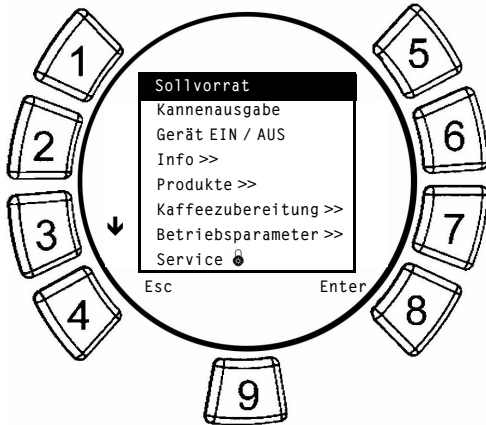 1
5
Sollvorrat
Kannenausgabe
2
6
Gerät EIN / AUS
Info >>
Produkte >>
Kaffeezubereitung >>
3
7
Betriebsparameter >>
Service
Esc Enter
4
8
9